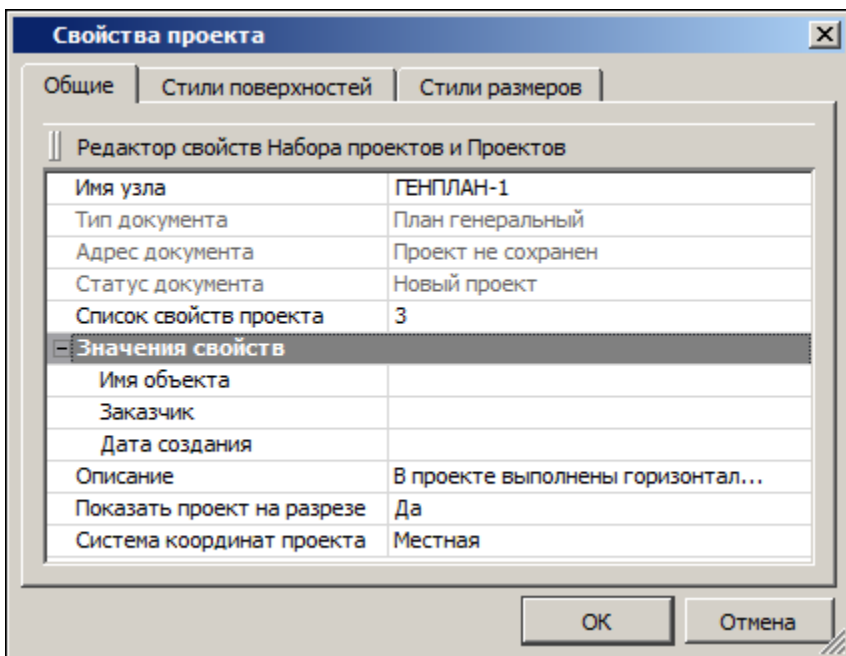 Свойства проекта
Общие Стили поверхностей Стили размеров
Редактор свойств Набора проектов и Проектов
Имя узла ГЕНПЛАН-1
Тип документа План генеральный
Адрес документа Проект не сохранен
Статус документа Новый проект
Список свойств проекта 3
Значения свойств
Имя объекта
Заказчик
Дата создания
Описание В проекте выполнены горизонтал...
Показать проект на разрезе Да
Система координат проекта Местная
ОК Отмена